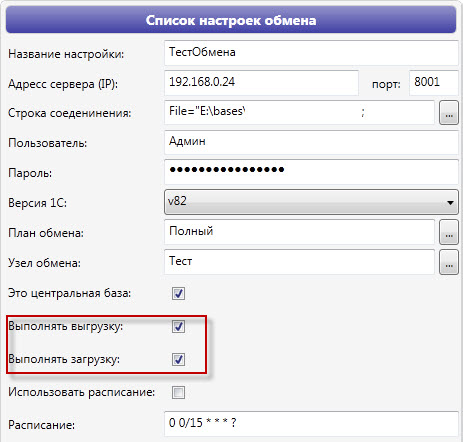 Список настроек обмена
Название настройки: ТестОбмена
Адресс сервера (IP): 192.168.0.24 порт: 8001
Строка соеденинения: File="E:\bases\ ; ...
Пользователь: Админ
Пароль: ●●●●●●●●●●●●●●●●
Версия 1С: v82
План обмена: Полный ...
Узел обмена: Тест ...
Это центральная база:
Выполнять выгрузку:
Выполнять загрузку:
Использовать расписание:
Расписание: 0 0/15 * * * ?